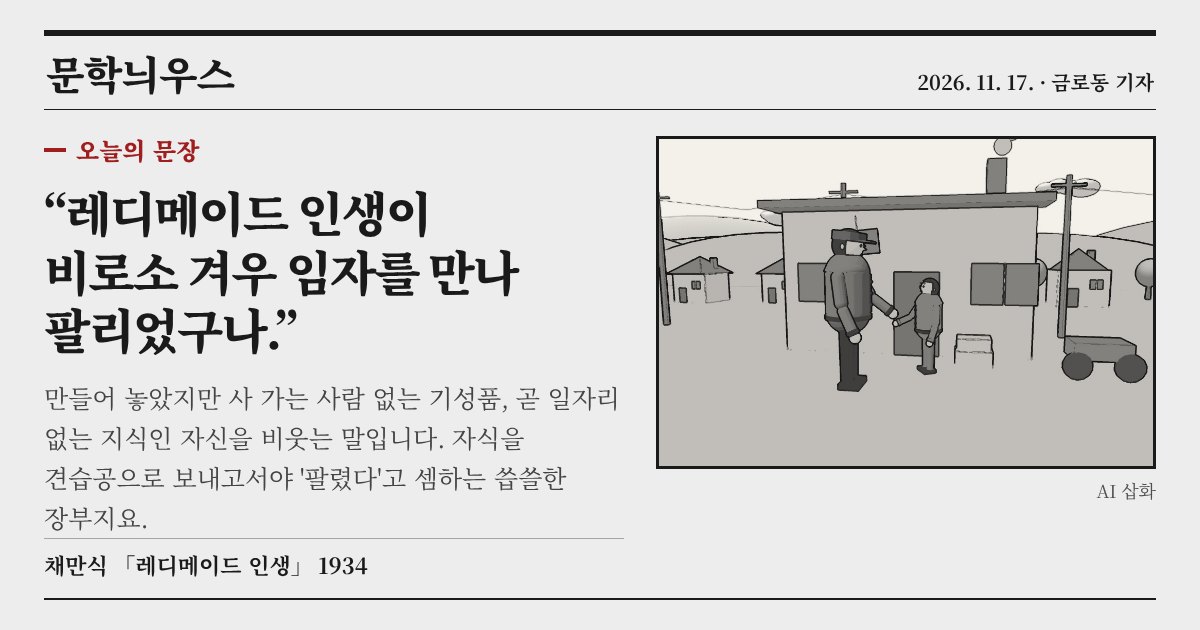 문학늬우스
2026. 11. 17. · 금로동 기자
오늘의 문장
“레디메이드 인생이
비로소 겨우 임자를 만나
팔리었구나.”
만들어 놓았지만 사 가는 사람 없는 기성품, 곧 일자리
없는 지식인 자신을 비웃는 말입니다. 자식을
견습공으로 보내고서야 '팔렸다'고 셈하는 씁쓸한
장부지요.
채만식 「레디메이드 인생」 1934
AI 삽화